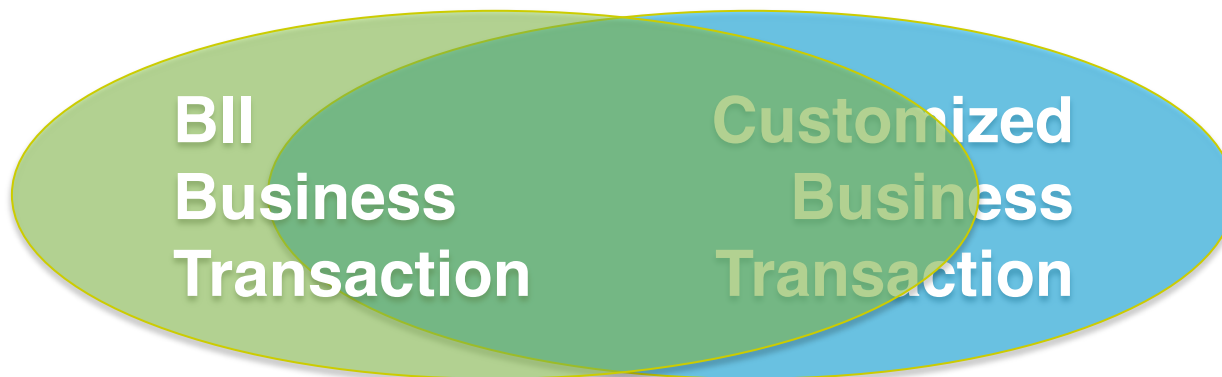 BII
Business
Transaction
Customized
Business
Transaction